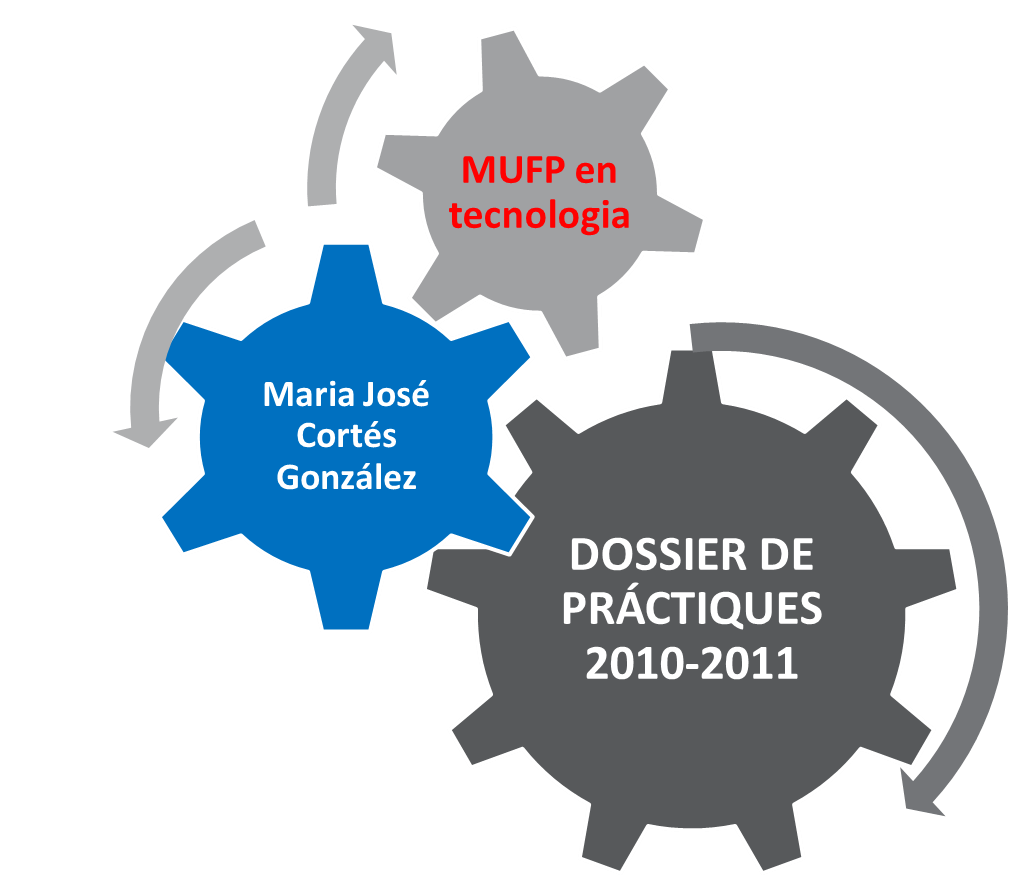 MUFP en
tecnologia
Maria José
Cortés
González
DOSSIER DE
PRÁCTIQUES
2010-2011